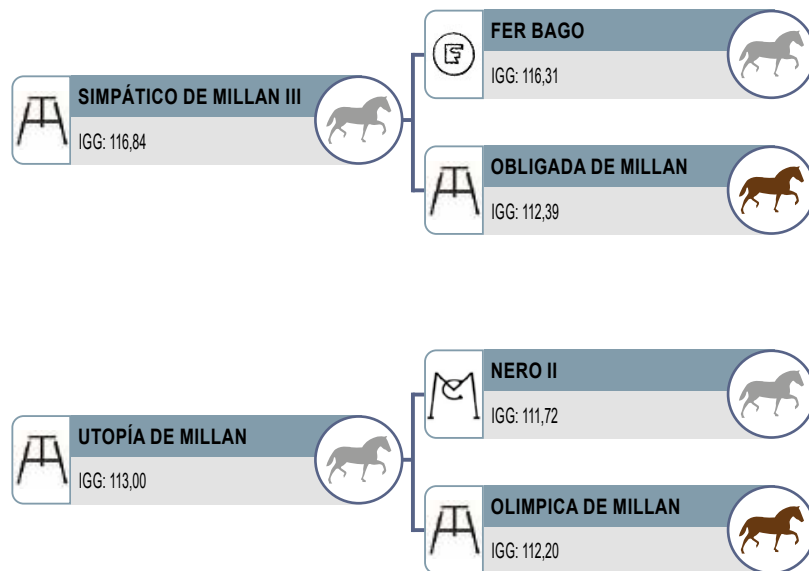 FER BAGO
IGG: 116,31
SIMPÁTICO DE MILLAN III
IGG: 116,84
OBLIGADA DE MILLAN
IGG: 112,39
NERO II
IGG: 111,72
UTOPÍA DE MILLAN
IGG: 113,00
OLIMPICA DE MILLAN
IGG: 112,20